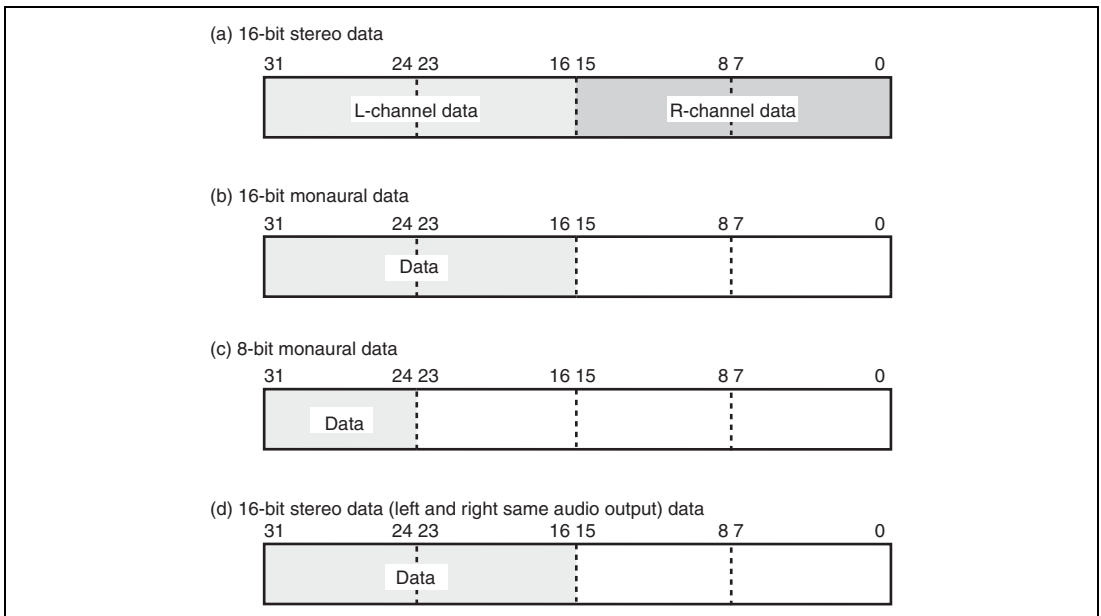 (a) 16-bit stereo data
31 24 23 16 15 8 7 0
L-channel data R-channel data
(b) 16-bit monaural data
31 24 23 16 15 8 7 0
Data
(c) 8-bit monaural data
31 24 23 16 15 8 7 0
Data
(d) 16-bit stereo data (left and right same audio output) data
31 24 23 16 15 8 7 0
Data